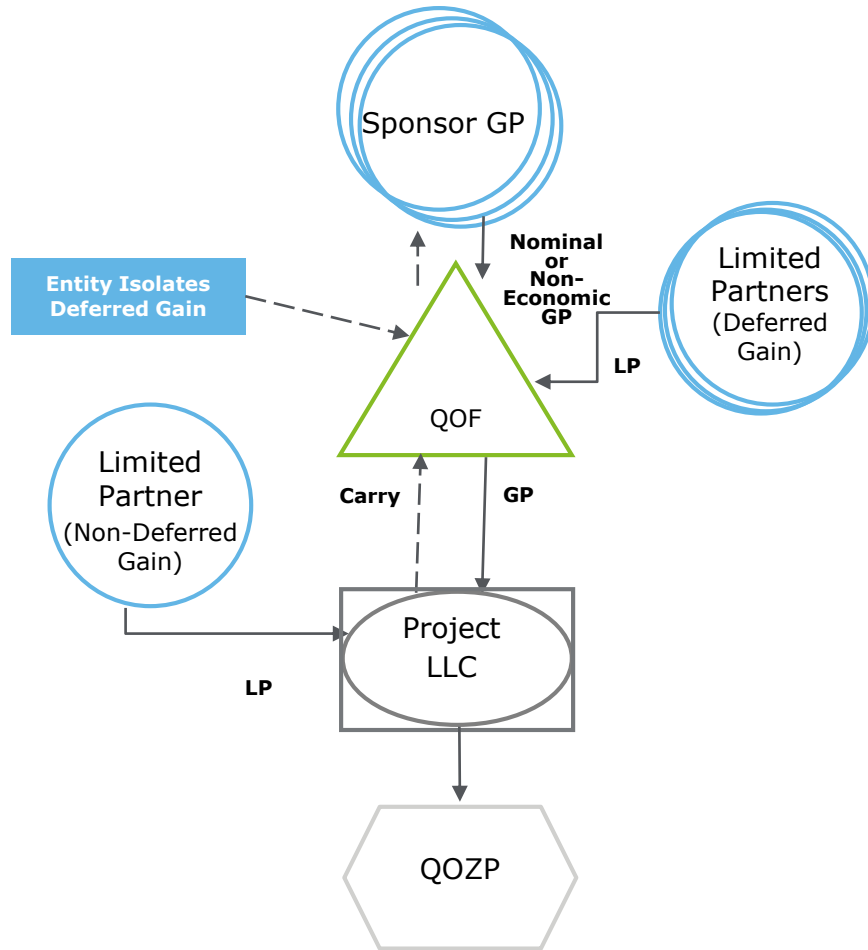 Sponsor GP
Nominal
or
Non-
Economic
GP
Entity Isolates
Deferred Gain
Limited
Partners
(Deferred
Gain)
LP
QOF
Limited
Partner
(Non-Deferred
Gain)
Carry
GP
Project
LLC
LP
QOZP